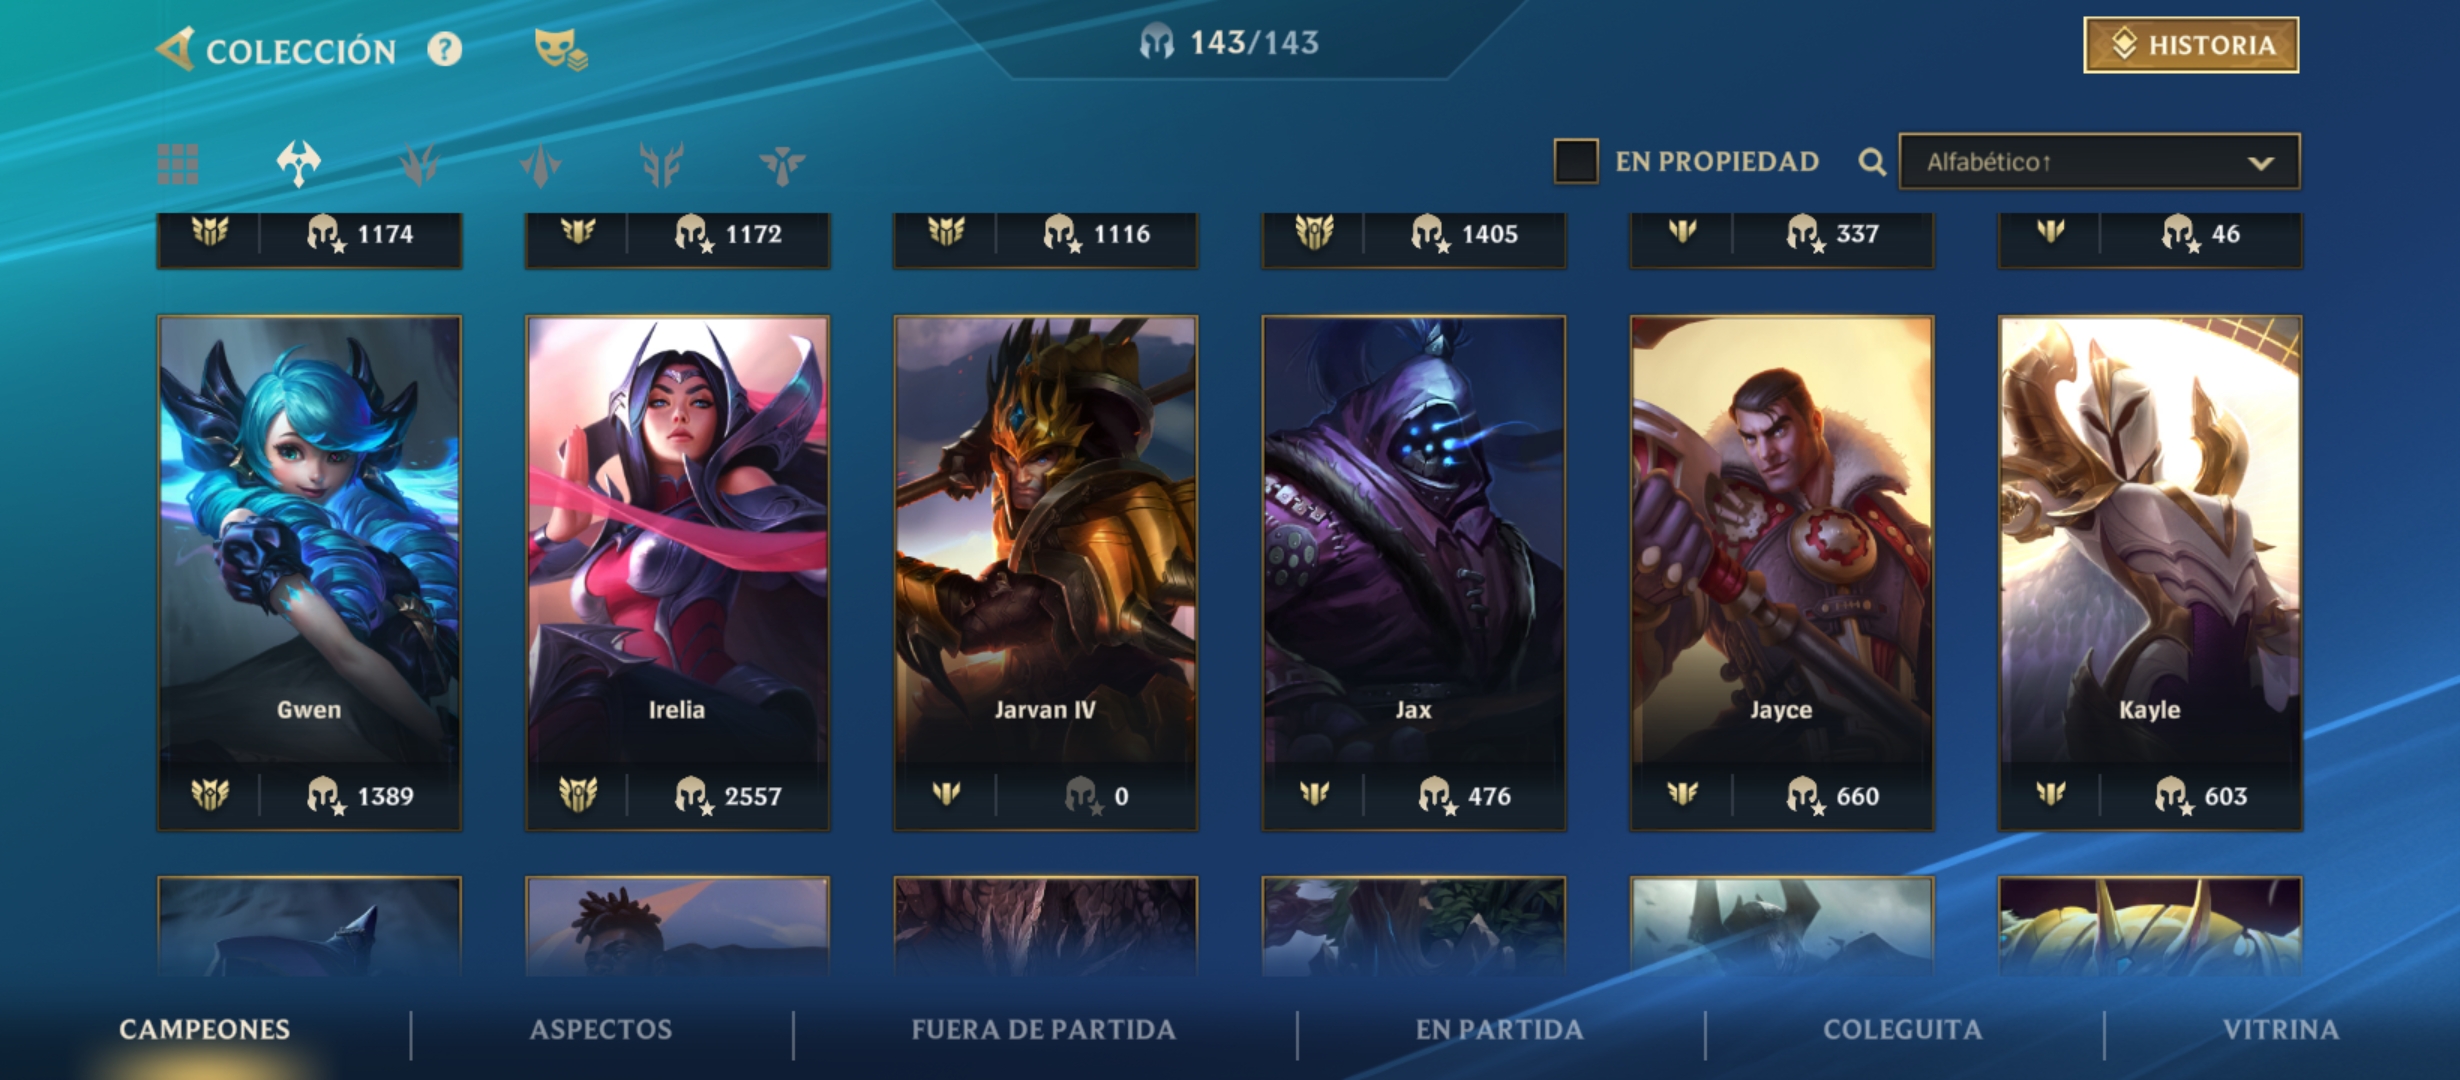 COLECCIÓN ?
143/143
HISTORIA
EN PROPIEDAD
Alfabético↑
1174 1172 1116 1405 337 46
Gwen Irelia Jarvan IV Jax Jayce Kayle
1389 2557 0 476 660 603
CAMPEONES ASPECTOS FUERA DE PARTIDA EN PARTIDA COLEGUITA VITRINA